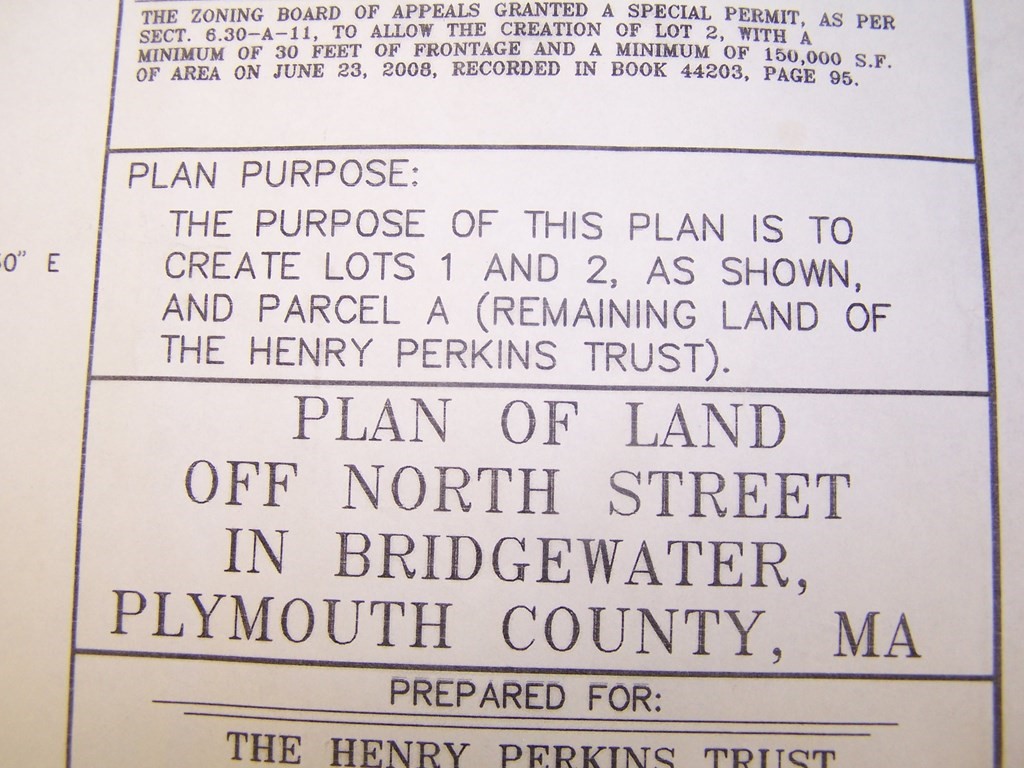 THE ZONING BOARD OF APPEALS GRANTED A SPECIAL PERMIT, AS PER
SECT. 6.30-A-11, TO ALLOW THE CREATION OF LOT 2, WITH A
MINIMUM OF 30 FEET OF FRONTAGE AND A MINIMUM OF 150,000 S.F.
OF AREA ON JUNE 23, 2008, RECORDED IN BOOK 44203, PAGE 95.
PLAN PURPOSE:
THE PURPOSE OF THIS PLAN IS TO
CREATE LOTS 1 AND 2, AS SHOWN,
AND PARCEL A (REMAINING LAND OF
THE HENRY PERKINS TRUST).
0" E
PLAN OF LAND
OFF NORTH STREET
IN BRIDGEWATER,
PLYMOUTH COUNTY, MA
PREPARED FOR:
THE HENRY PERKINS TRUST